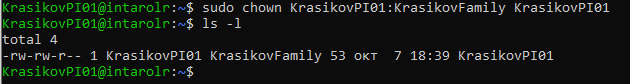 KrasikovPI01@intarolr:~$ sudo chown KrasikovPI01:KrasikovFamily KrasikovPI01
KrasikovPI01@intarolr:~$ ls -l
total 4
-rw-rw-r-- 1 KrasikovPI01 KrasikovFamily 53 окт  7 18:39 KrasikovPI01
KrasikovPI01@intarolr:~$